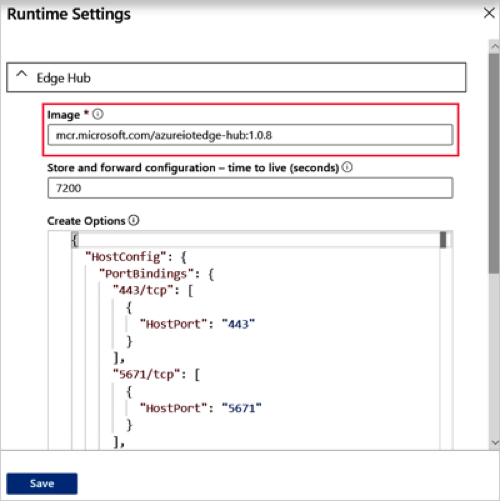 Runtime Settings
Edge Hub
Image *
mcr.microsoft.com/azureiotedge-hub:1.0.8
Store and forward configuration – time to live (seconds)
7200
Create Options
{
"HostConfig": {
"PortBindings": {
"443/tcp": [
{
"HostPort": "443"
}
],
"5671/tcp": [
{
"HostPort": "5671"
}
],
Save